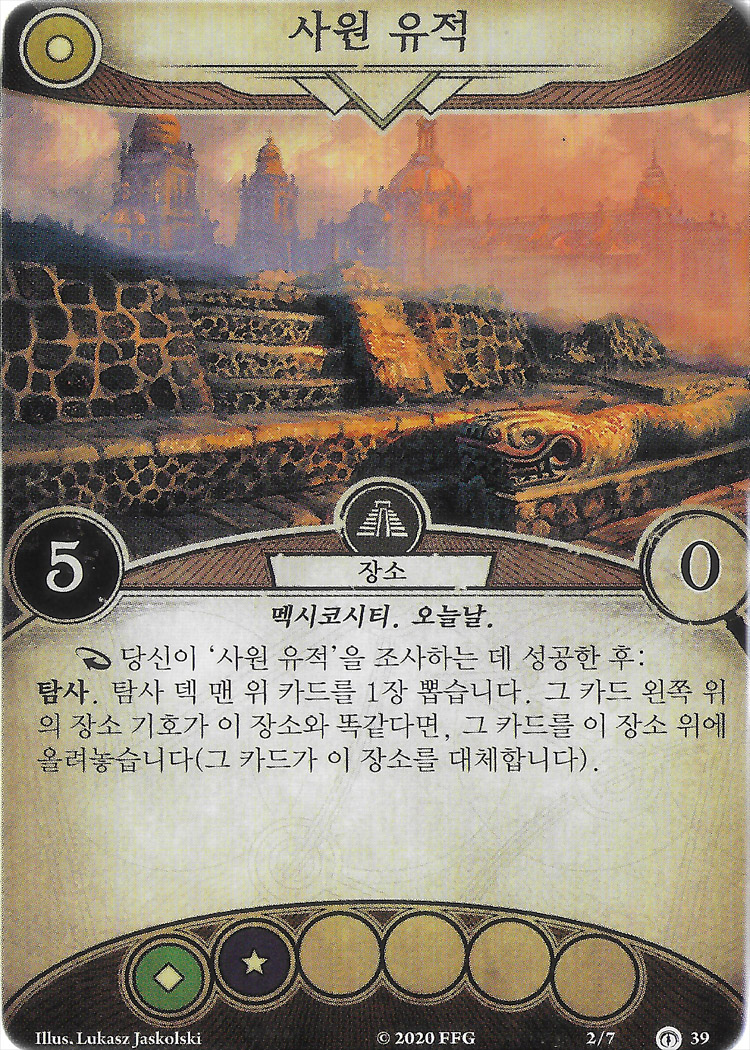 사원 유적
5
0
장소
멕시코시티. 오늘날.
당신이 ‘사원 유적’을 조사하는 데 성공한 후:
탐사. 탐사 덱 맨 위 카드를 1장 뽑습니다. 그 카드 왼쪽 위
의 장소 기호가 이 장소와 똑같다면, 그 카드를 이 장소 위에
올려놓습니다(그 카드가 이 장소를 대체합니다).
Illus. Lukasz Jaskolski
© 2020 FFG
2/7
39